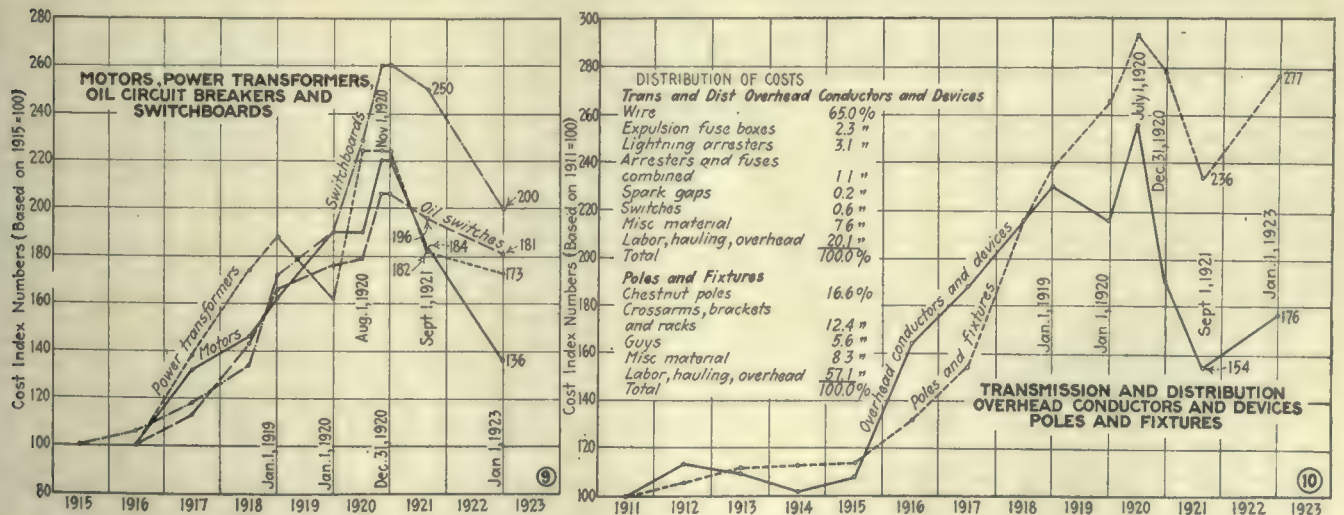 Cost Index Numbers (Based on 1915=100)
280
260
240
220
200
180
160
140
120
100
80
MOTORS, POWER TRANSFORMERS,
OIL CIRCUIT BREAKERS AND
SWITCHBOARDS
Power transformers
Motors
Switchboards
Oil switches
250
200
196
184
182
181
173
136
Jan. 1, 1919
Jan. 1, 1920
Aug. 1, 1920
Nov 1, 1920
Dec. 31, 1920
Sept 1, 1921
Jan 1, 1923
9
1915 1916 1917 1918 1919 1920 1921 1922 1923
Cost Index Numbers (Based on 1911=100)
300
280
260
240
220
200
180
160
140
120
100
DISTRIBUTION OF COSTS
Trans and Dist Overhead Conductors and Devices
Wire 65.0%
Expulsion fuse boxes 2.3 "
Lightning arresters 3.1 "
Arresters and fuses
combined 1 1 "
Spark gaps 0.2 "
Switches 0.6 "
Misc material 7 6 "
Labor, hauling, overhead 20.1 "
Total 100.0%
Poles and Fixtures
Chestnut poles 16.6%
Crossarms, brackets
and racks 12.4 "
Guys 5.6 "
Misc material 8 3 "
Labor, hauling, overhead 57.1 "
Total 100.0%
Overhead conductors and devices
Poles and fixtures
Jan. 1, 1919
Jan 1, 1920
July 1, 1920
Dec. 31, 1920
Sept 1, 1921
Jan. 1, 1923
277
236
176
154
TRANSMISSION AND DISTRIBUTION
OVERHEAD CONDUCTORS AND DEVICES
POLES AND FIXTURES
10
1911 1912 1913 1914 1915 1916 1917 1918 1919 1920 1921 1922 1923